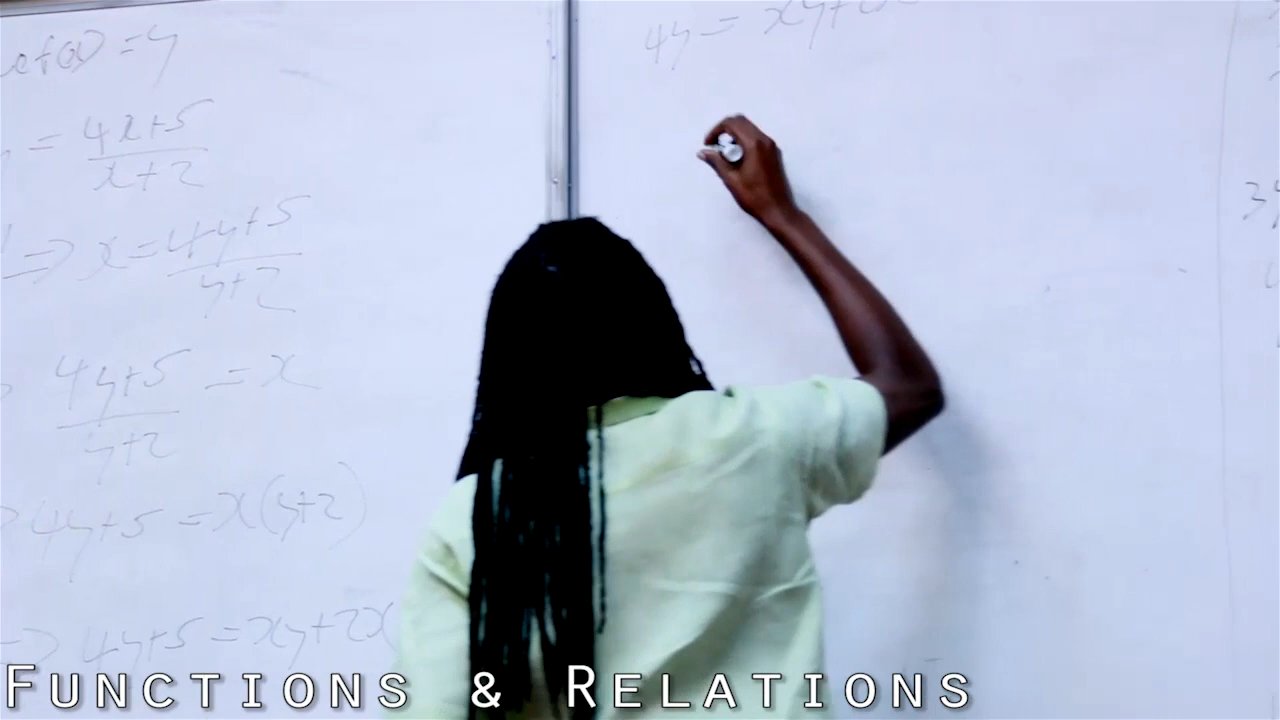 let f(x) = y
= 4x+5
x+2
=> x = 4y+5
y+2
4y+5 = x
y+2
4y+5 = x(y+2)
4y+5 = xy+2x
4y = xy+
FUNCTIONS & RELATIONS